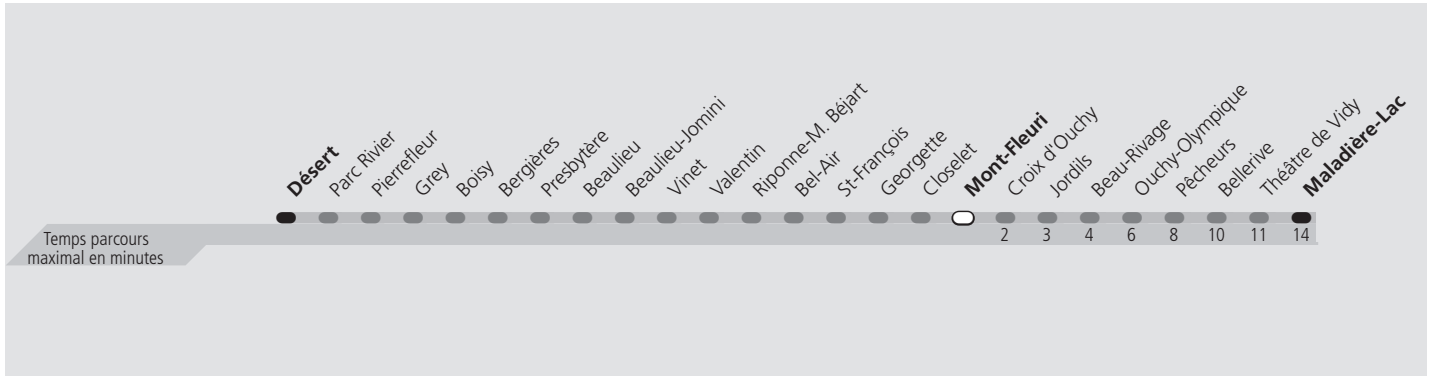 Désert
Parc Rivier
Pierrefleur
Grey
Boisy
Bergières
Presbytère
Beaulieu
Beaulieu-Jomini
Vinet
Valentin
Riponne-M. Béjart
Bel-Air
St-François
Georgette
Closelet
Mont-Fleuri
Croix d'Ouchy
Jordils
Beau-Rivage
Ouchy-Olympique
Pêcheurs
Bellerive
Théâtre de Vidy
Maladière-Lac
Temps parcours
maximal en minutes
2 3 4 6 8 10 11 14